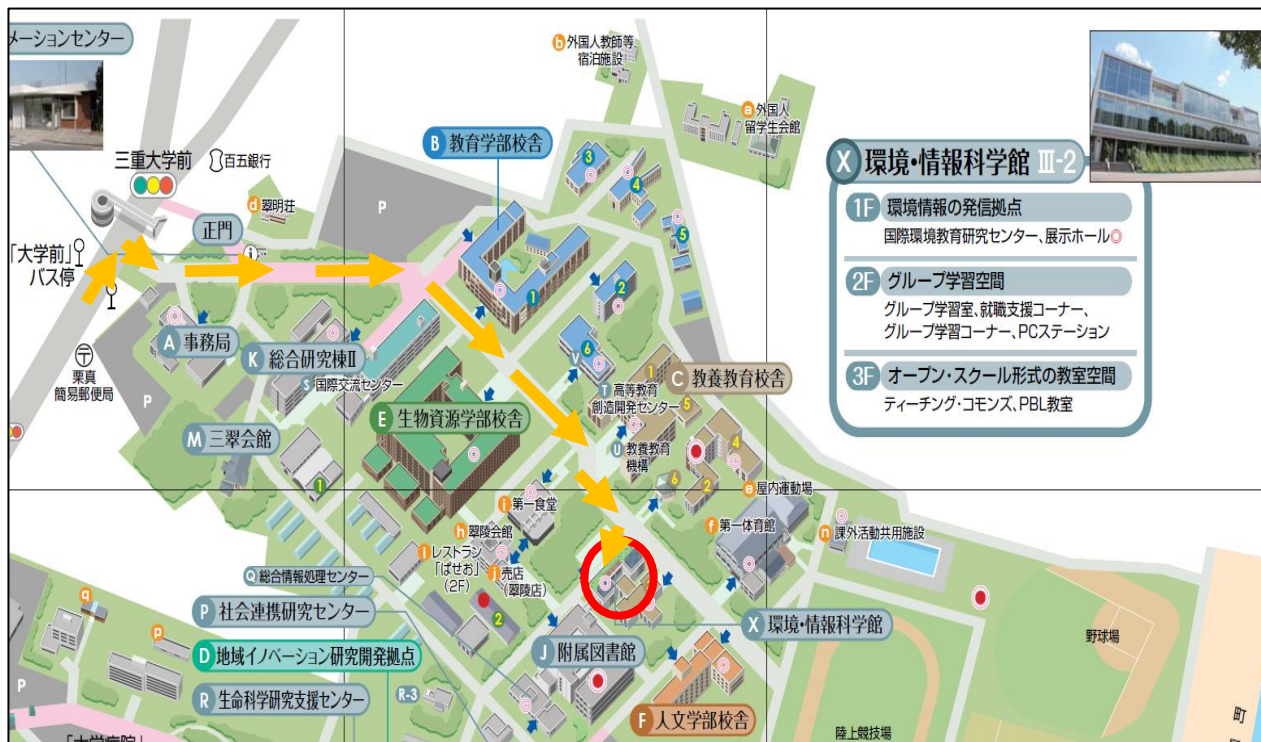 メーションセンター
三重大学前
百五銀行
b 外国人教師等
宿泊施設
a 外国人
留学生会館
B 教育学部校舎
3
4
5
P
d 翠明荘
正門
i
「大学前」
バス停
1
2
6
V
A 事務局
K 総合研究棟Ⅱ
S 国際交流センター
〒
栗真
簡易郵便局
P
E 生物資源学部校舎
M 三翠会館
1
T 高等教育
創造開発センター
C 教養教育校舎
1
5
U 教養教育
機構
4
6
2
e 屋内運動場
f 第一体育館
n 課外活動共用施設
i 第一食堂
h 翠陵会館
l レストラン
「ぱせお」
(2F)
j 売店
(翠陵店)
2
Q 総合情報処理センター
P 社会連携研究センター
D 地域イノベーション研究開発拠点
R 生命科学研究支援センター
R-3
q
p
P
「大学病院」
J 附属図書館
X 環境・情報科学館
F 人文学部校舎
野球場
陸上競技場
町
X 環境・情報科学館 Ⅲ-2
1F 環境情報の発信拠点
国際環境教育研究センター、展示ホール◎
2F グループ学習空間
グループ学習室、就職支援コーナー、
グループ学習コーナー、PCステーション
3F オープン・スクール形式の教室空間
ティーチング・コモンズ、PBL教室